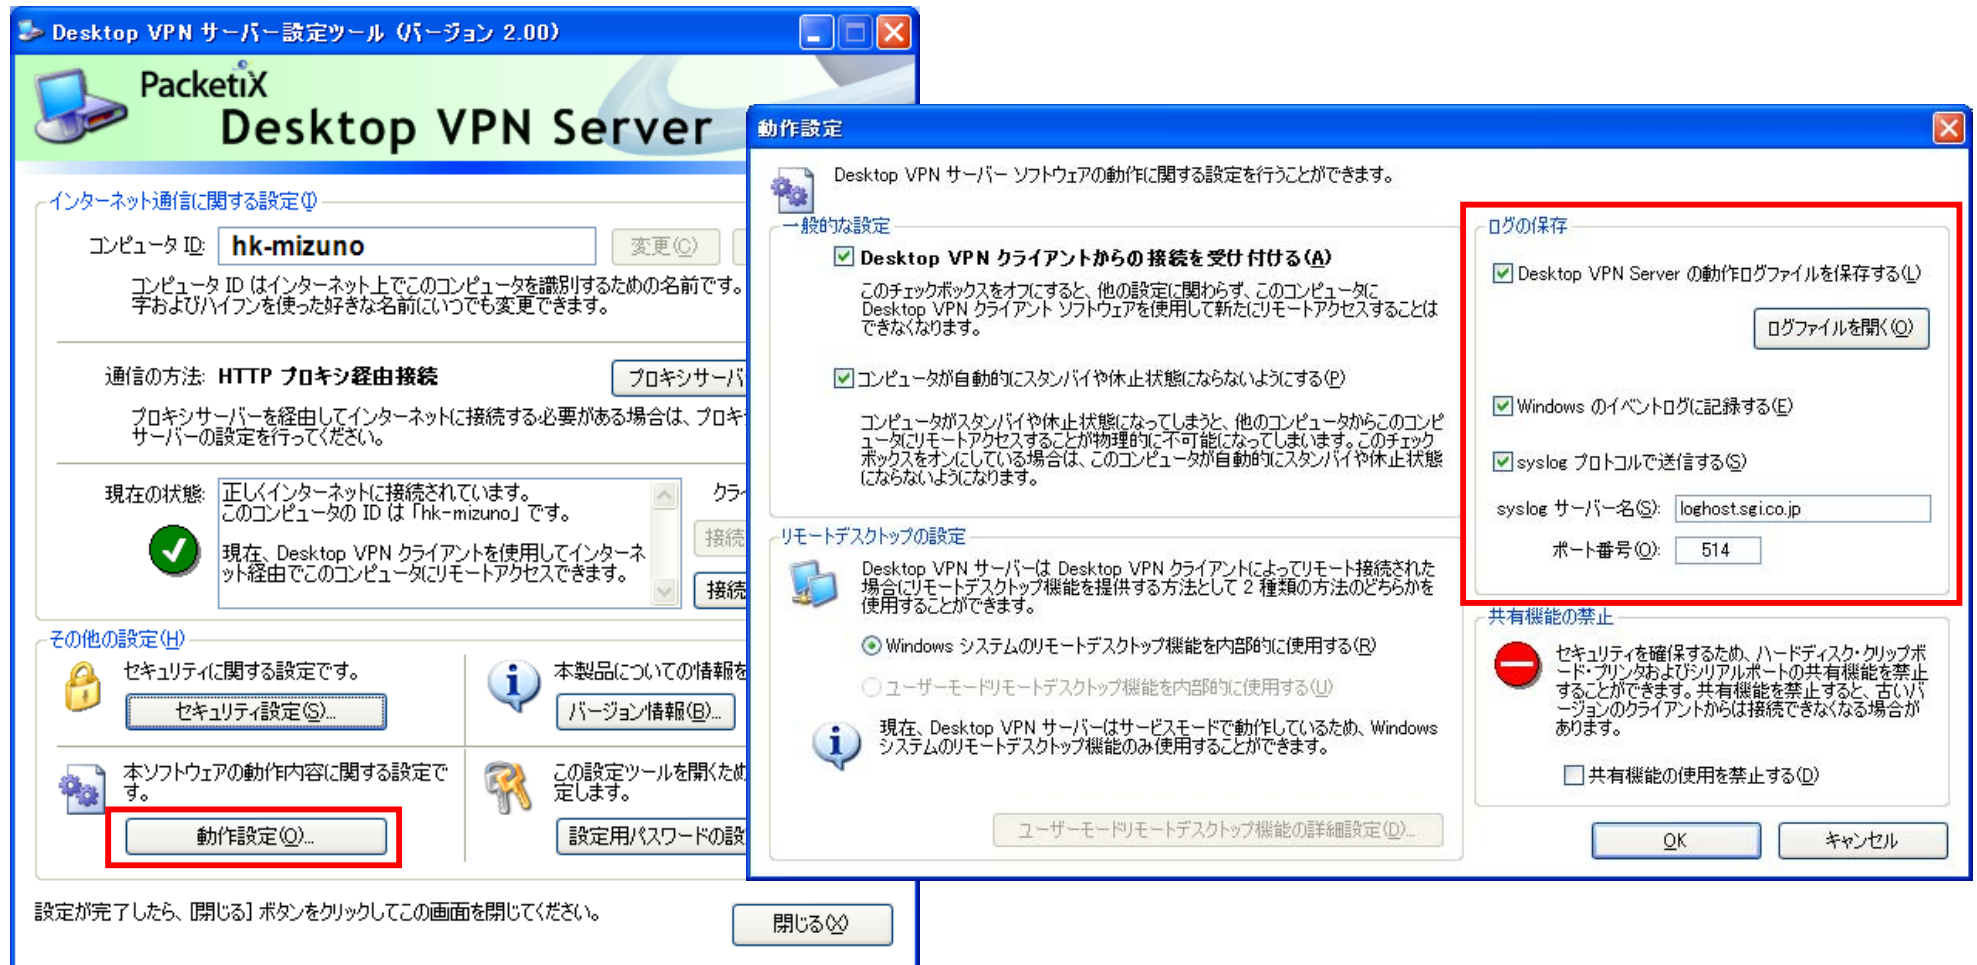 Desktop VPN サーバー設定ツール (バージョン 2.00)
PacketiX
Desktop VPN Server
インターネット通信に関する設定(I)
コンピュータ ID:
hk-mizuno
変更(C)
コンピュータ ID はインターネット上でこのコンピュータを識別するための名前です。
字およびハイフンを使った好きな名前にいつでも変更できます。
通信の方法:
HTTP プロキシ経由接続
プロキシサーバ
プロキシサーバーを経由してインターネットに接続する必要がある場合は、プロキ
サーバーの設定を行ってください。
現在の状態:
正しくインターネットに接続されています。
このコンピュータの ID は「hk-mizuno」です。
現在、Desktop VPN クライアントを使用してインターネ
ット経由でこのコンピュータにリモートアクセスできます。
クラ
接続
接続
その他の設定(H)
セキュリティに関する設定です。
セキュリティ設定(S)...
本製品についての情報を
バージョン情報(B)...
本ソフトウェアの動作内容に関する設定で
す。
動作設定(O)...
この設定ツールを開くため
定します。
設定用パスワードの設
設定が完了したら、[閉じる] ボタンをクリックしてこの画面を閉じてください。
閉じる(X)
動作設定
Desktop VPN サーバー ソフトウェアの動作に関する設定を行うことができます。
一般的な設定
Desktop VPN クライアントからの接続を受け付ける(A)
このチェックボックスをオフにすると、他の設定に関わらず、このコンピュータに
Desktop VPN クライアント ソフトウェアを使用して新たにリモートアクセスすることは
できなくなります。
コンピュータが自動的にスタンバイや休止状態にならないようにする(P)
コンピュータがスタンバイや休止状態になってしまうと、他のコンピュータからこのコンピ
ュータにリモートアクセスすることが物理的に不可能になってしまいます。このチェック
ボックスをオンにしている場合は、このコンピュータが自動的にスタンバイや休止状態
にならないようになります。
リモートデスクトップの設定
Desktop VPN サーバーは Desktop VPN クライアントによってリモート接続された
場合にリモートデスクトップ機能を提供する方法として 2 種類の方法のどちらかを
使用することができます。
Windows システムのリモートデスクトップ機能を内部的に使用する(R)
ユーザーモードリモートデスクトップ機能を内部的に使用する(U)
現在、Desktop VPN サーバーはサービスモードで動作しているため、Windows
システムのリモートデスクトップ機能のみ使用することができます。
ユーザーモードリモートデスクトップ機能の詳細設定(D)...
ログの保存
Desktop VPN Server の動作ログファイルを保存する(L)
ログファイルを開く(O)
Windows のイベントログに記録する(E)
syslog プロトコルで送信する(S)
syslog サーバー名(S):
loghost.sgi.co.jp
ポート番号(O):
514
共有機能の禁止
セキュリティを確保するため、ハードディスク・クリップボ
ード・プリンタおよびシリアルポートの共有機能を禁止
することができます。共有機能を禁止すると、古いバ
ージョンのクライアントからは接続できなくなる場合が
あります。
共有機能の使用を禁止する(D)
OK
キャンセル